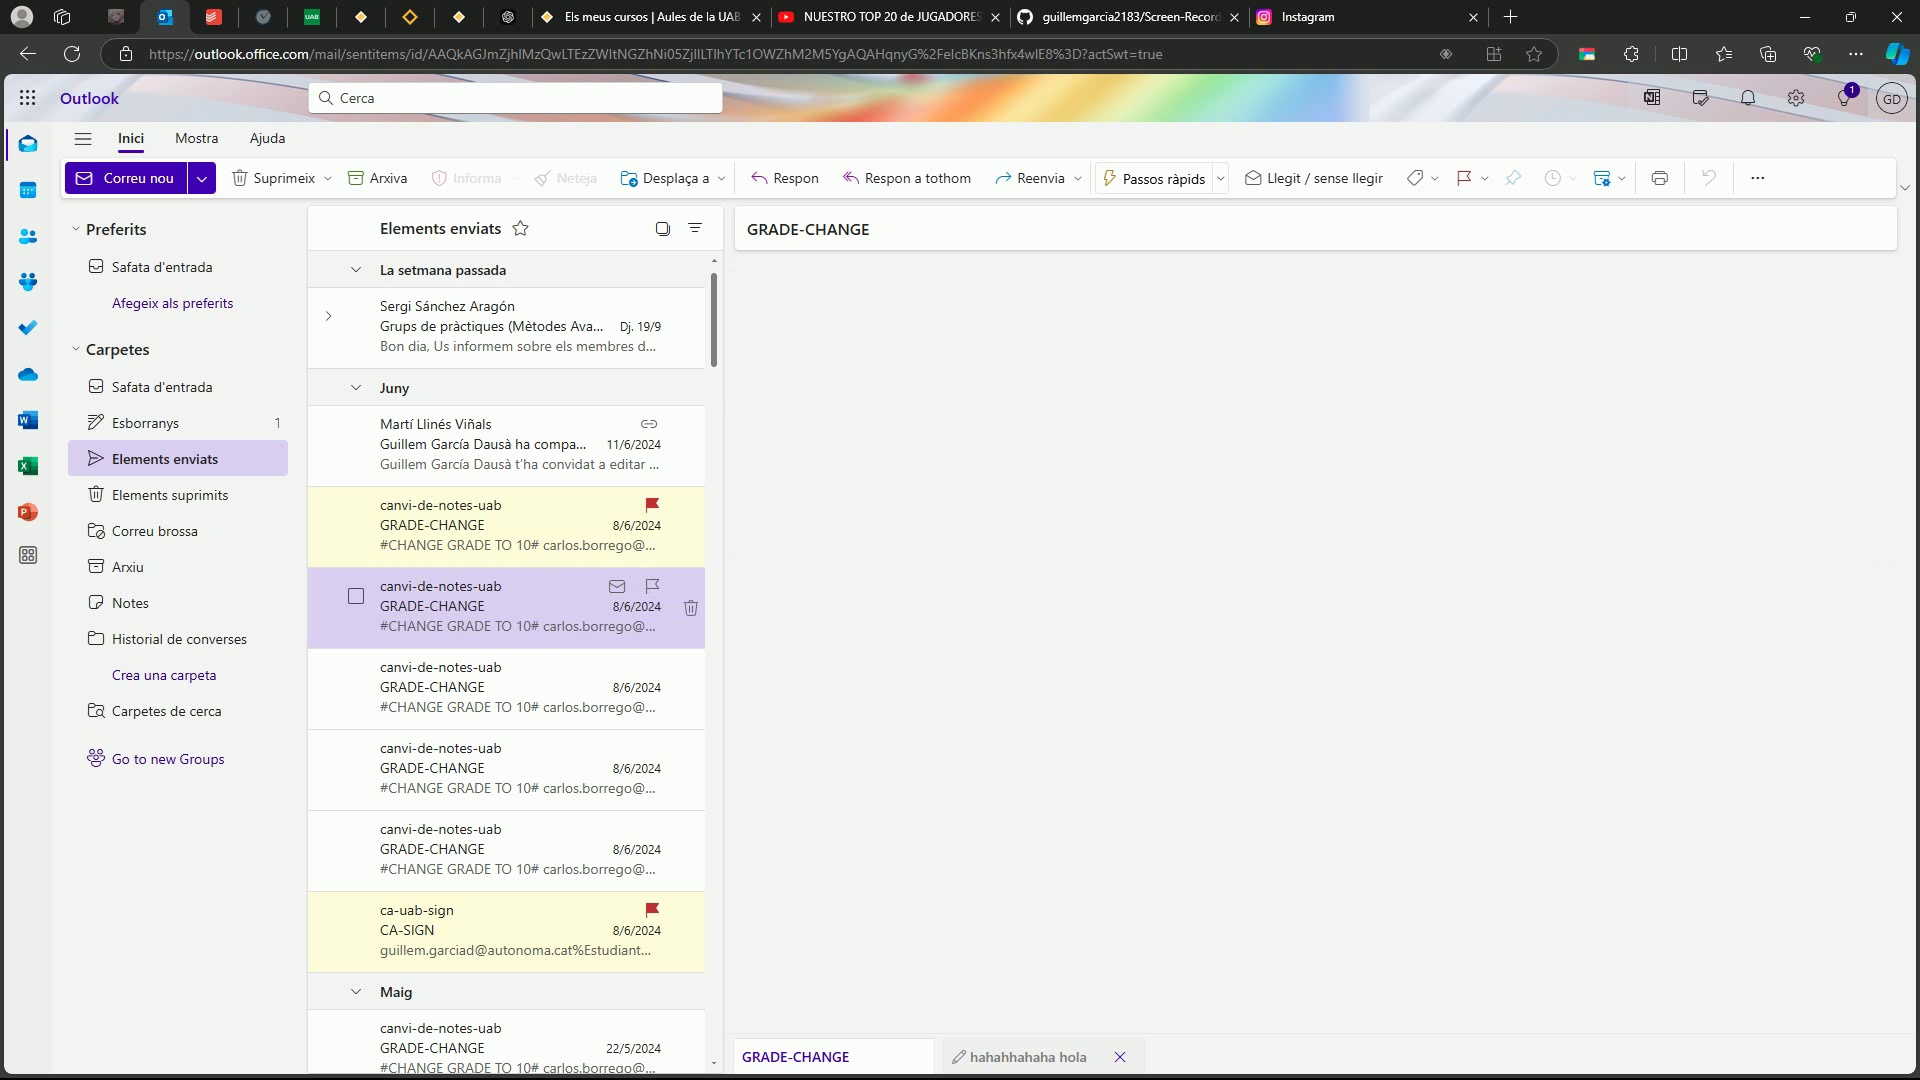 Els meus cursos | Aules de la UAB
NUESTRO TOP 20 de JUGADORES
guillemgarcia2183/Screen-Record
Instagram
https://outlook.office.com/mail/sentitems/id/AAQkAGJmZjhlMzQwLTEzZWItNGZhNi05ZjllLTlhYTc1OWZhM2M5YgAQAHqnyG%2FelcBKns3hfx4wIE8%3D?actSwt=true
Outlook
Cerca
1
GD
Inici
Mostra
Ajuda
Correu nou
Suprimeix
Arxiva
Informa
Neteja
Desplaça a
Respon
Respon a tothom
Reenvia
Passos ràpids
Llegit / sense llegir
Preferits
Safata d'entrada
Afegeix als preferits
Carpetes
Safata d'entrada
Esborranys 1
Elements enviats
Elements suprimits
Correu brossa
Arxiu
Notes
Historial de converses
Crea una carpeta
Carpetes de cerca
Go to new Groups
Elements enviats
La setmana passada
Sergi Sánchez Aragón
Grups de pràctiques (Mètodes Ava... Dj. 19/9
Bon dia, Us informem sobre els membres d...
Juny
Martí Llinés Viñals
Guillem García Dausà ha compa... 11/6/2024
Guillem García Dausà t'ha convidat a editar ...
canvi-de-notes-uab
GRADE-CHANGE 8/6/2024
#CHANGE GRADE TO 10# carlos.borrego@...
canvi-de-notes-uab
GRADE-CHANGE 8/6/2024
#CHANGE GRADE TO 10# carlos.borrego@...
canvi-de-notes-uab
GRADE-CHANGE 8/6/2024
#CHANGE GRADE TO 10# carlos.borrego@...
canvi-de-notes-uab
GRADE-CHANGE 8/6/2024
#CHANGE GRADE TO 10# carlos.borrego@...
canvi-de-notes-uab
GRADE-CHANGE 8/6/2024
#CHANGE GRADE TO 10# carlos.borrego@...
ca-uab-sign
CA-SIGN 8/6/2024
guillem.garciad@autonoma.cat%Estudiant...
Maig
canvi-de-notes-uab
GRADE-CHANGE 22/5/2024
#CHANGE GRADE TO 10# carlos.borrego@...
GRADE-CHANGE
GRADE-CHANGE
hahahhahaha hola